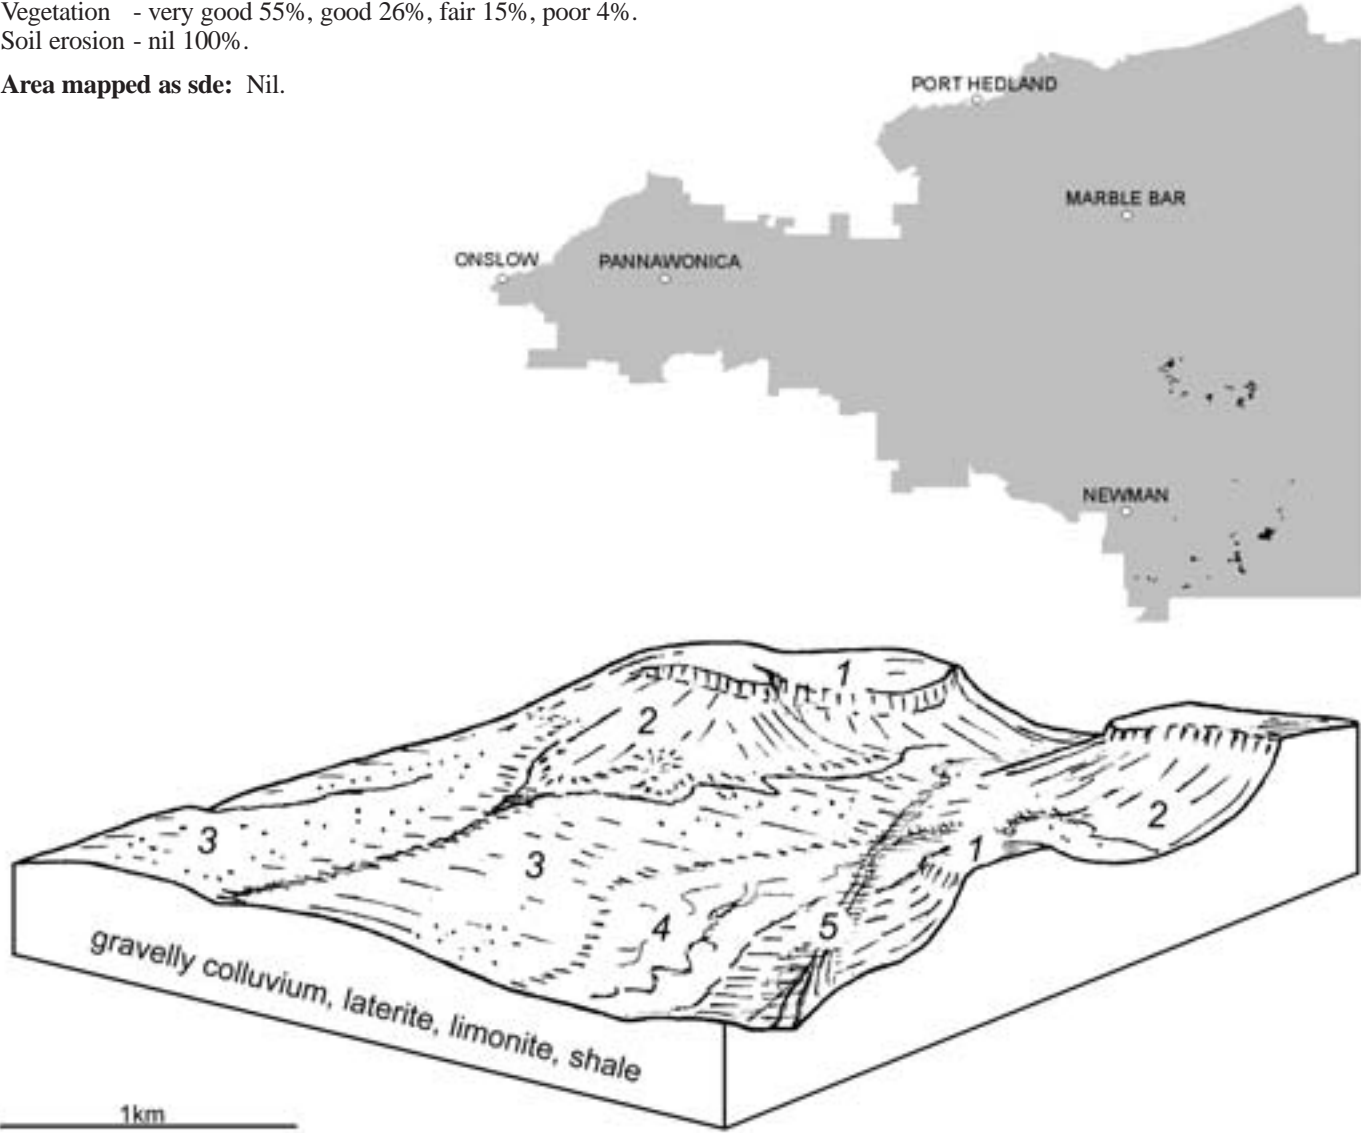 Vegetation - very good 55%, good 26%, fair 15%, poor 4%.
Soil erosion - nil 100%.
Area mapped as sde: Nil.
PORT HEDLAND
MARBLE BAR
ONSLOW
PANNAWONICA
NEWMAN
1
2
2
3
3
1
4
5
gravelly colluvium, laterite, limonite, shale
1km